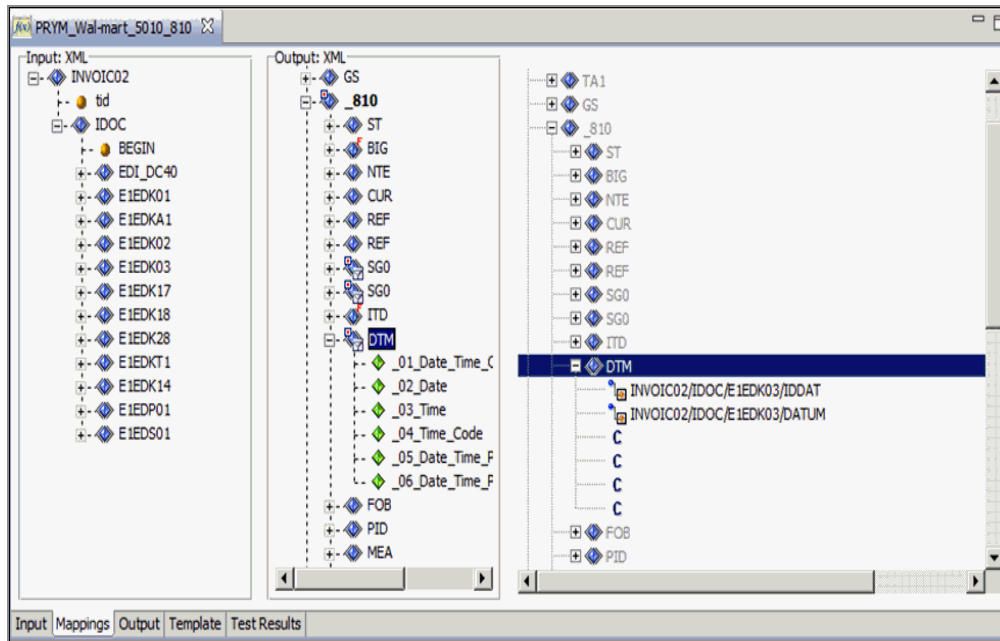 PRYM_Wal-mart_5010_810
Input: XML
INVOIC02
tid
IDOC
BEGIN
EDI_DC40
E1EDK01
E1EDKA1
E1EDK02
E1EDK03
E1EDK17
E1EDK18
E1EDK28
E1EDKT1
E1EDK14
E1EDP01
E1EDS01
Output: XML
GS
_810
ST
BIG
NTE
CUR
REF
REF
SG0
SG0
ITD
DTM
_01_Date_Time_C
_02_Date
_03_Time
_04_Time_Code
_05_Date_Time_P
_06_Date_Time_P
FOB
PID
MEA
TA1
GS
_810
ST
BIG
NTE
CUR
REF
REF
SG0
SG0
ITD
DTM
INVOIC02/IDOC/E1EDK03/IDDAT
INVOIC02/IDOC/E1EDK03/DATUM
C
C
C
C
FOB
PID
Input Mappings Output Template Test Results